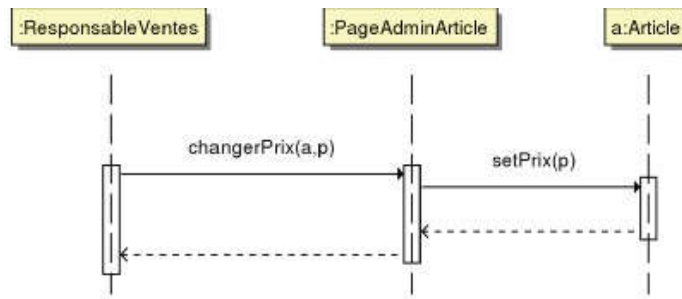 :ResponsableVentes
:PageAdminArticle
a:Article
changerPrix(a,p)
setPrix(p)